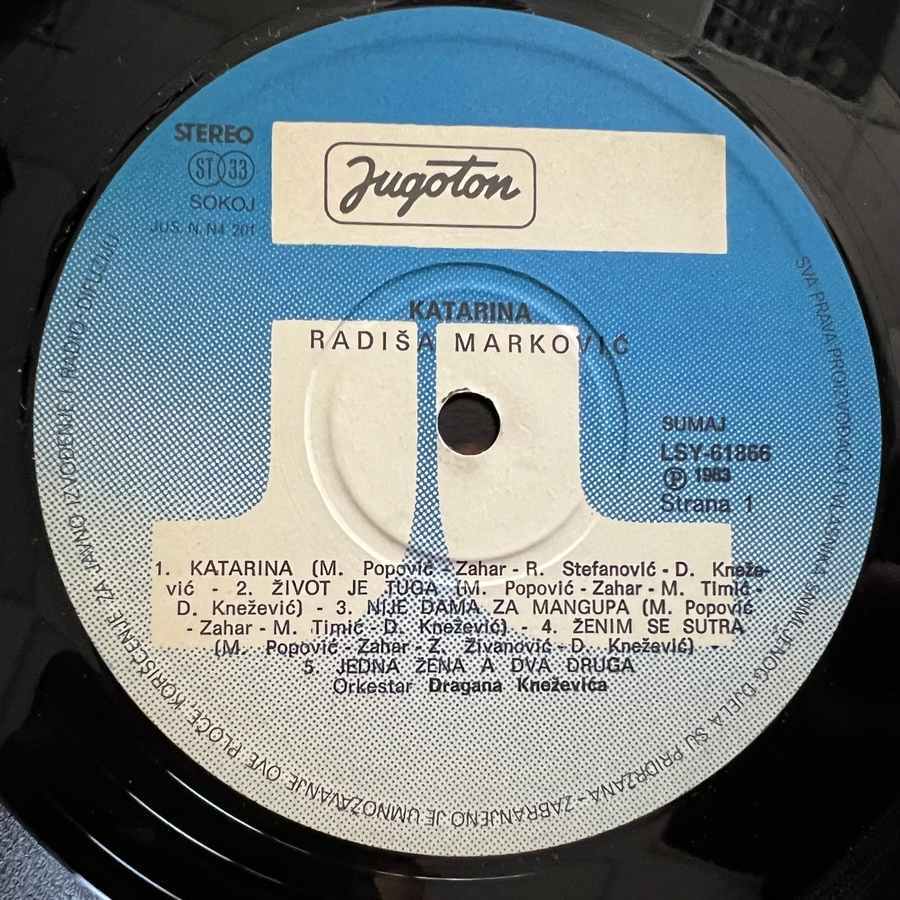 STEREO
ST 33
SOKOJ
JUS. N. N4 201
Jugoton
KATARINA
RADIŠA MARKOVIĆ
SUMAJ
LSY-61866
Ⓟ 1983
Strana 1
1. KATARINA (M. Popović - Zahar - R. Stefanović - D. Kneže-
vić - 2. ŽIVOT JE TUGA (M. Popović - Zahar - M. Timić -
D. Knežević) - 3. NIJE DAMA ZA MANGUPA (M. Popović
- Zahar - M. Timić - D. Knežević) - 4. ŽENIM SE SUTRA
(M. Popović - Zahar - Z. Živanović - D. Knežević) -
5. JEDNA ŽENA A DVA DRUGA
Orkestar Dragana Kneževića
SVA PRAVA PROIZVOĐAČA I VLASNIKA SNIMLJENOG DJELA SU PRIDRŽANA - ZABRANJENO JE UMNOŽAVANJE OVE PLOČE, KORIŠĆENJE ZA JAVNO IZVOĐENJE I RADIO-DIFUZIJU